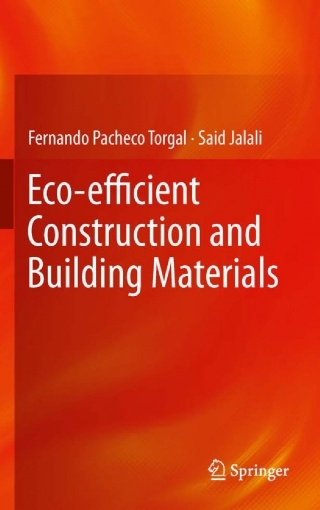 Fernando Pacheco Torgal · Said Jalali
Eco-efficient
Construction and
Building Materials
Springer